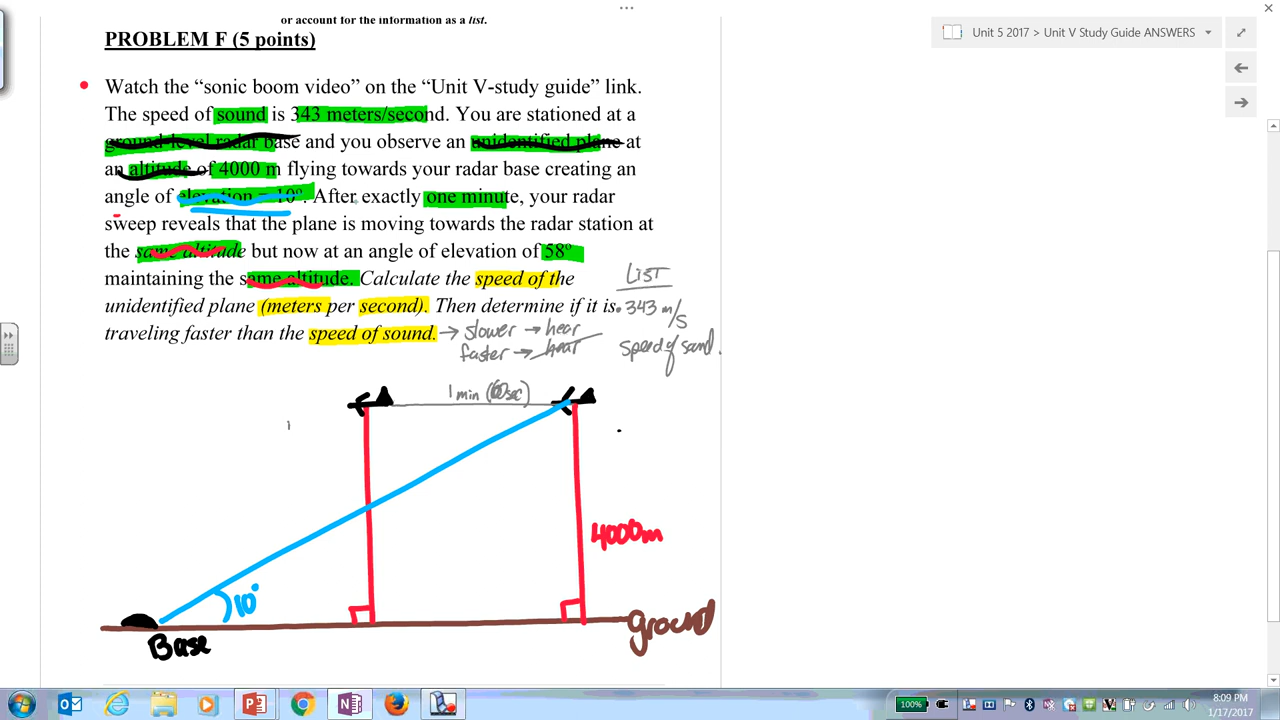 or account for the information as a list.
Unit 5 2017 > Unit V Study Guide ANSWERS
PROBLEM F (5 points)
Watch the “sonic boom video” on the “Unit V-study guide” link.
The speed of sound is 343 meters/second. You are stationed at a
ground-level radar base and you observe an unidentified plane at
an altitude of 4000 m flying towards your radar base creating an
angle of elevation = 10°. After exactly one minute, your radar
sweep reveals that the plane is moving towards the radar station at
the same altitude but now at an angle of elevation of 58°
maintaining the same altitude. Calculate the speed of the
unidentified plane (meters per second). Then determine if it is
traveling faster than the speed of sound.
→ slower → hear
faster → hear
LIST
. 343 m/s
speed of sound.
1 min (60sec)
4000m
10°
ground
Base
100%
8:09 PM
1/17/2017